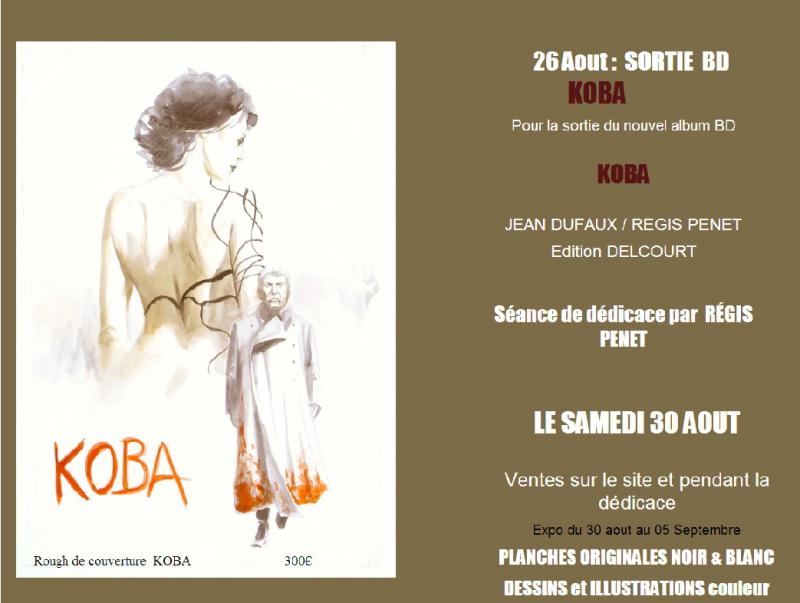 KOBA
Rough de couverture KOBA 300€
26 Aout : SORTIE BD
KOBA
Pour la sortie du nouvel album BD
KOBA
JEAN DUFAUX / REGIS PENET
Edition DELCOURT
Séance de dédicace par RÉGIS
PENET
LE SAMEDI 30 AOUT
Ventes sur le site et pendant la
dédicace
Expo du 30 aout au 05 Septembre
PLANCHES ORIGINALES NOIR & BLANC
DESSINS et ILLUSTRATIONS couleur